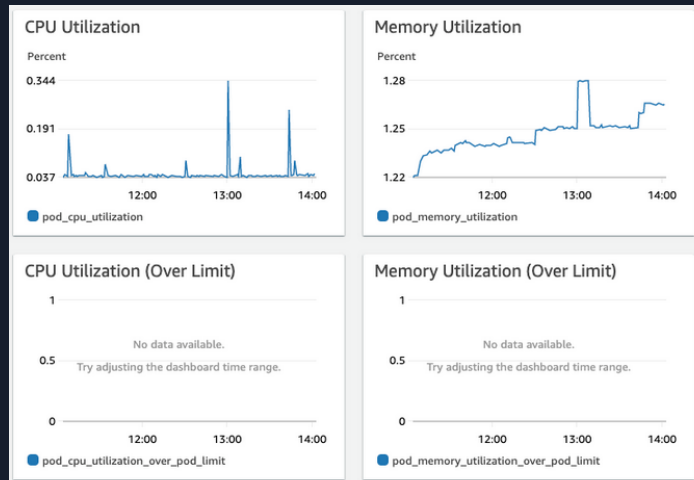 CPU Utilization
Percent
0.344
0.191
0.037
12:00 13:00 14:00
pod_cpu_utilization
Memory Utilization
Percent
1.28
1.25
1.22
12:00 13:00 14:00
pod_memory_utilization
CPU Utilization (Over Limit)
1
No data available.
0.5
Try adjusting the dashboard time range.
0
12:00 13:00 14:00
pod_cpu_utilization_over_pod_limit
Memory Utilization (Over Limit)
1
No data available.
0.5
Try adjusting the dashboard time range.
0
12:00 13:00 14:00
pod_memory_utilization_over_pod_limit